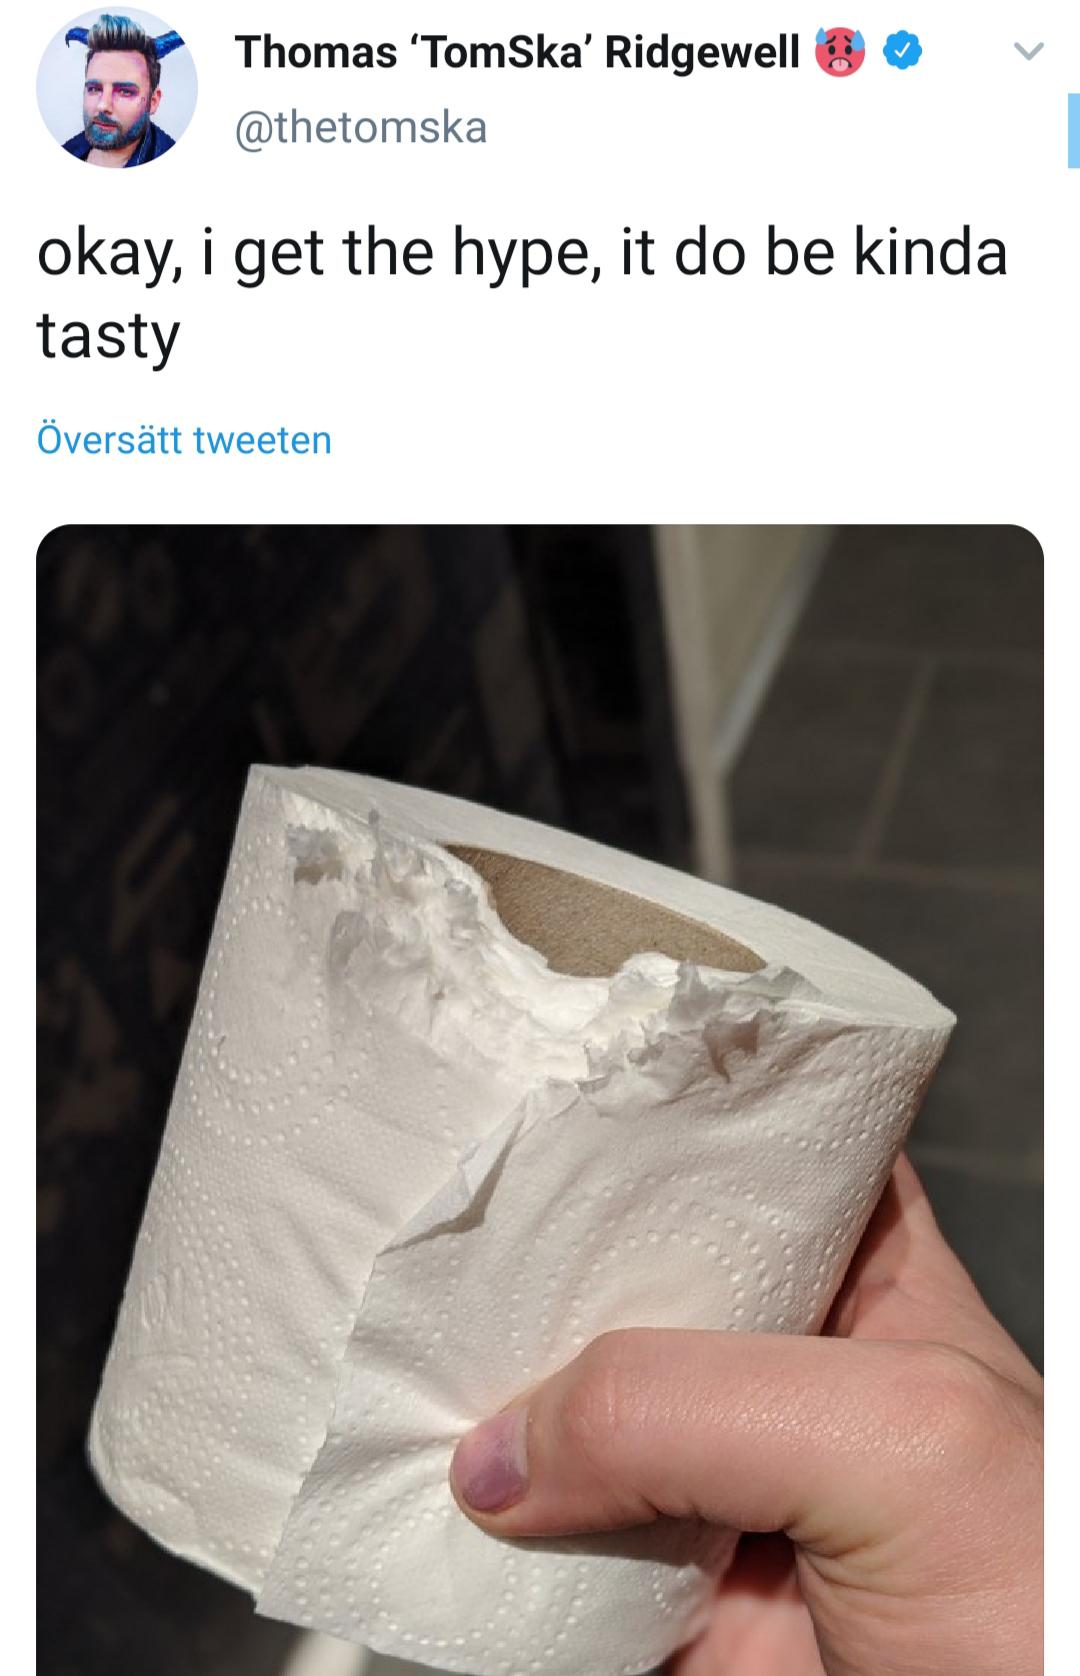 Thomas ‘TomSka’ Ridgewell 🥵
@thetomska
okay, i get the hype, it do be kinda
tasty
Översätt tweeten